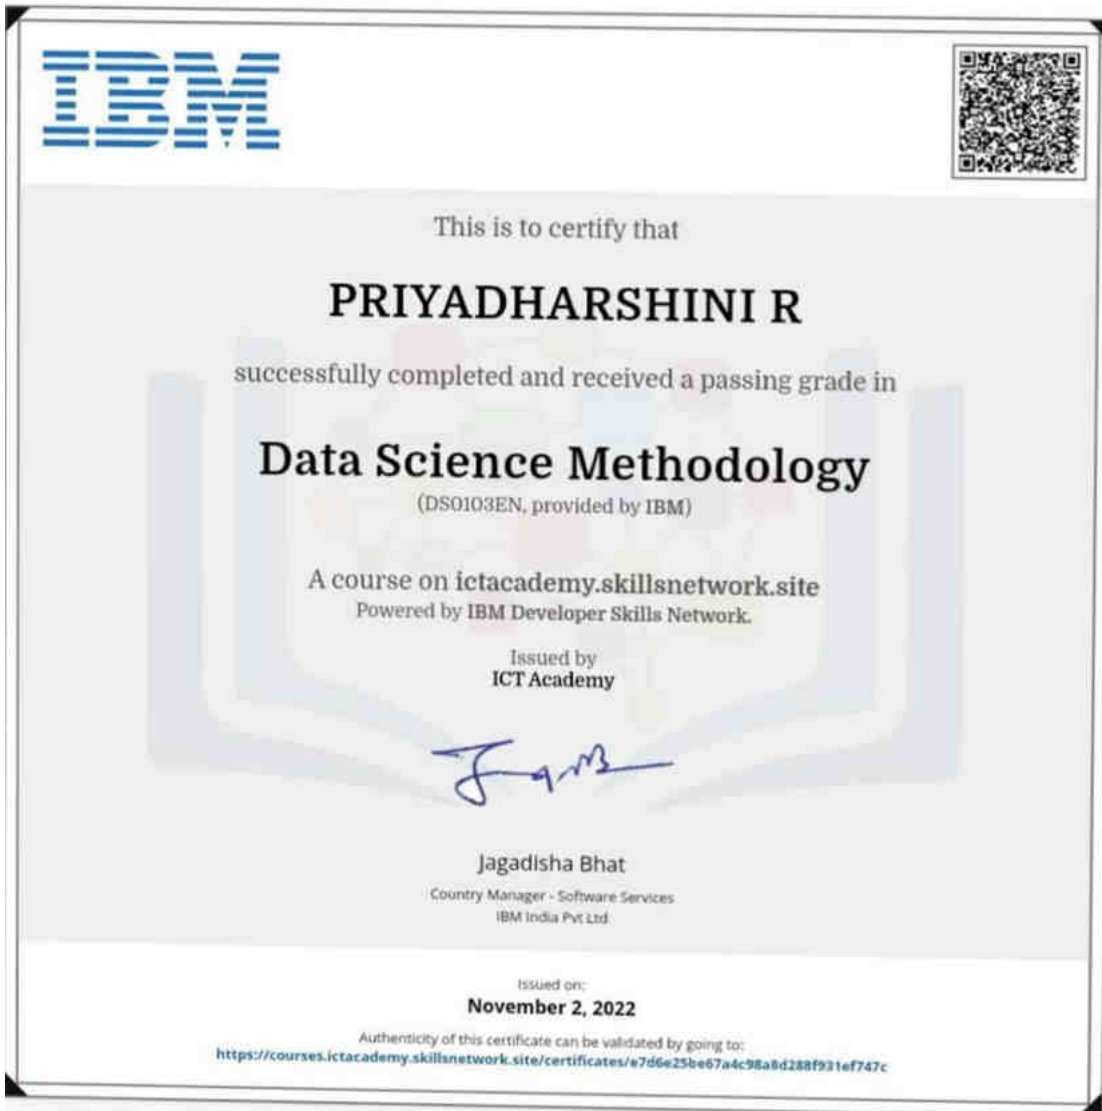 IBM
This is to certify that
PRIYADHARSHINI R
successfully completed and received a passing grade in
Data Science Methodology
(DS0103EN, provided by IBM)
A course on ictacademy.skillsnetwork.site
Powered by IBM Developer Skills Network.
Issued by
ICT Academy
Jagadisha Bhat
Country Manager - Software Services
IBM India Pvt Ltd
Issued on:
November 2, 2022
Authenticity of this certificate can be validated by going to:
https://courses.ictacademy.skillsnetwork.site/certificates/e7d6e25be67a4c98a8d288f931ef747c